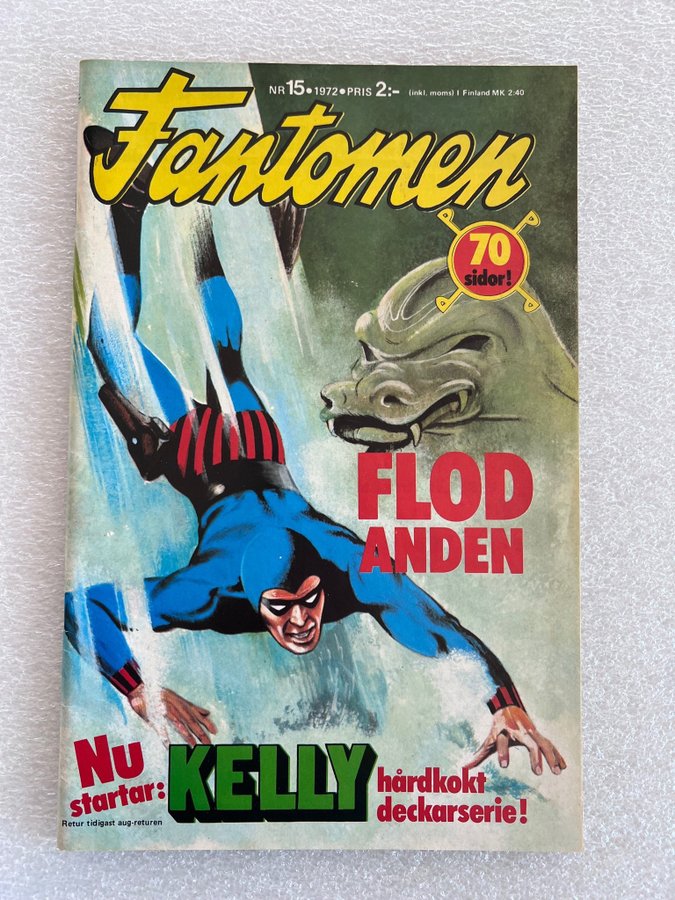 NR 15 • 1972 • PRIS 2:- (inkl. moms) I Finland MK 2:40
Fantomen
70
sidor!
FLOD
ANDEN
Nu
startar:
KELLY
hårdkokt
deckarserie!
Retur tidigast aug-returen